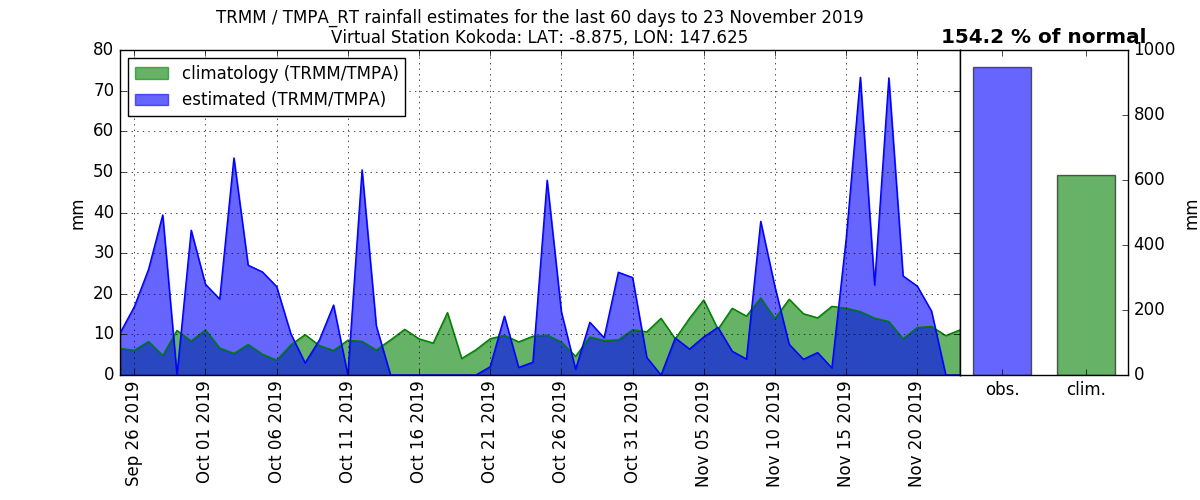 TRMM / TMPA_RT rainfall estimates for the last 60 days to 23 November 2019
Virtual Station Kokoda: LAT: -8.875, LON: 147.625
154.2 % of normal
climatology (TRMM/TMPA)
estimated (TRMM/TMPA)
mm
80
70
60
50
40
30
20
10
0
Sep 26 2019
Oct 01 2019
Oct 06 2019
Oct 11 2019
Oct 16 2019
Oct 21 2019
Oct 26 2019
Oct 31 2019
Nov 05 2019
Nov 10 2019
Nov 15 2019
Nov 20 2019
1000
800
600
400
200
0
mm
obs.
clim.